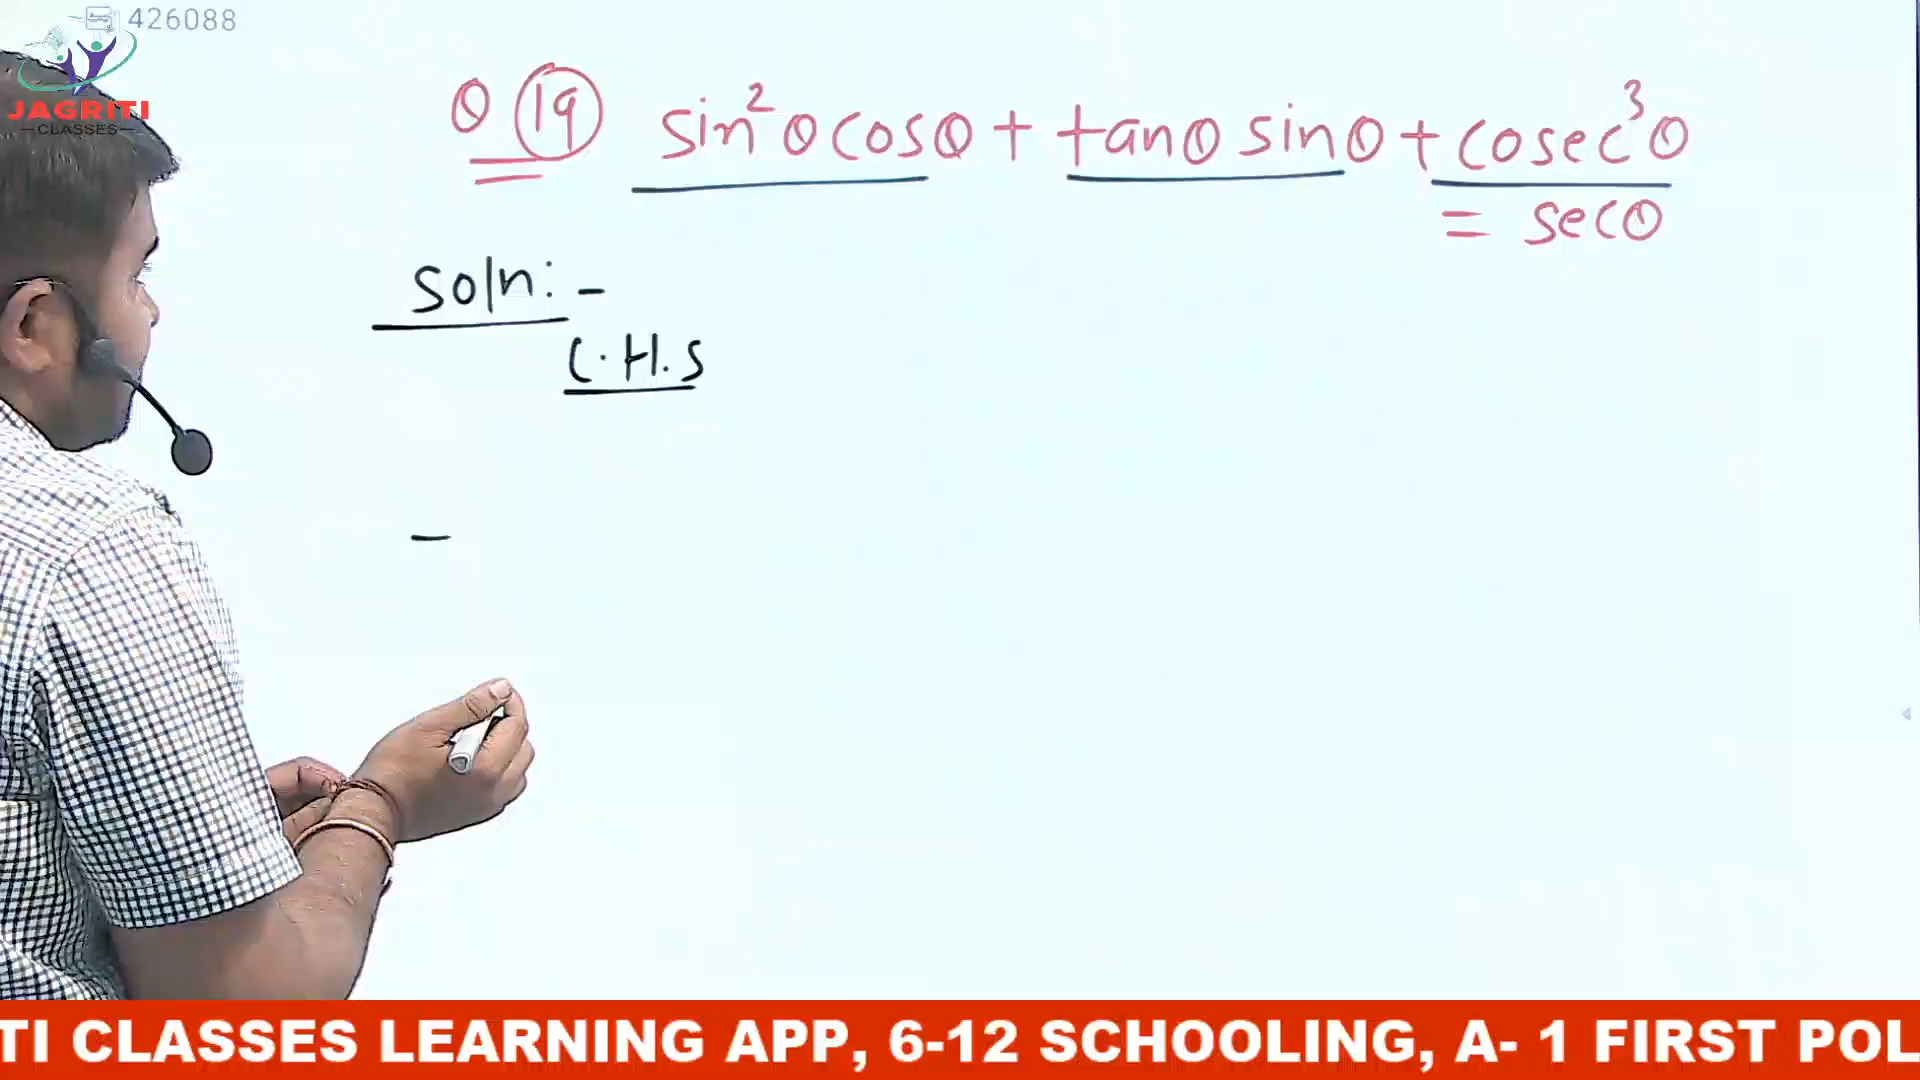 426088
JAGRITI
CLASSES
Q 19 sin²θ cosθ + tanθ sinθ + cosec³θ
= secθ
Soln: -
L.H.S
-
TI CLASSES LEARNING APP, 6-12 SCHOOLING, A- 1 FIRST POL